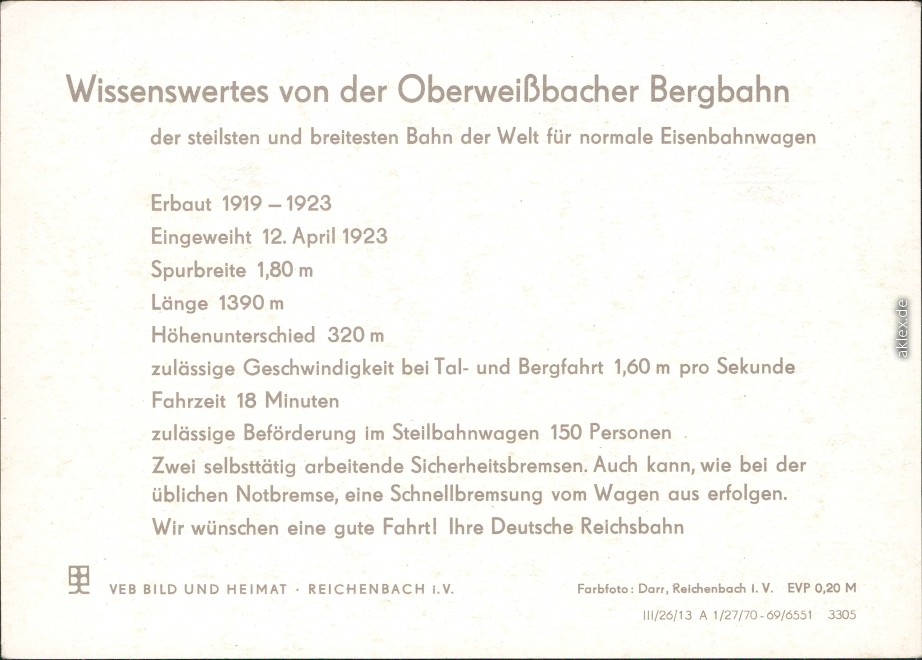 Wissenswertes von der Oberweißbacher Bergbahn
der steilsten und breitesten Bahn der Welt für normale Eisenbahnwagen
Erbaut 1919 – 1923
Eingeweiht 12. April 1923
Spurbreite 1,80 m
Länge 1390 m
Höhenunterschied 320 m
zulässige Geschwindigkeit bei Tal- und Bergfahrt 1,60 m pro Sekunde
Fahrzeit 18 Minuten
zulässige Beförderung im Steilbahnwagen 150 Personen
Zwei selbsttätig arbeitende Sicherheitsbremsen. Auch kann, wie bei der
üblichen Notbremse, eine Schnellbremsung vom Wagen aus erfolgen.
Wir wünschen eine gute Fahrt! Ihre Deutsche Reichsbahn
VEB BILD UND HEIMAT · REICHENBACH i.V.
Farbfoto: Darr, Reichenbach i. V. EVP 0,20 M
III/26/13 A 1/27/70-69/6551 3305
aklex.de